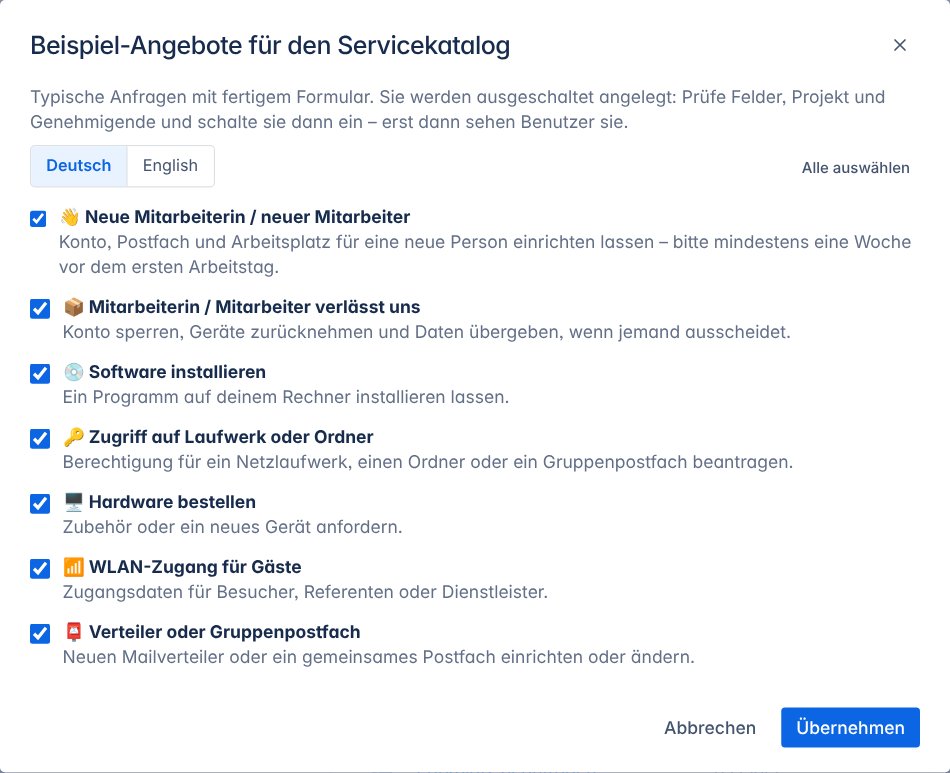 Beispiel-Angebote für den Servicekatalog
Typische Anfragen mit fertigem Formular. Sie werden ausgeschaltet angelegt: Prüfe Felder, Projekt und
Genehmigende und schalte sie dann ein – erst dann sehen Benutzer sie.
Deutsch English
Alle auswählen
👋 Neue Mitarbeiterin / neuer Mitarbeiter
Konto, Postfach und Arbeitsplatz für eine neue Person einrichten lassen – bitte mindestens eine Woche
vor dem ersten Arbeitstag.
📦 Mitarbeiterin / Mitarbeiter verlässt uns
Konto sperren, Geräte zurücknehmen und Daten übergeben, wenn jemand ausscheidet.
💿 Software installieren
Ein Programm auf deinem Rechner installieren lassen.
🔑 Zugriff auf Laufwerk oder Ordner
Berechtigung für ein Netzlaufwerk, einen Ordner oder ein Gruppenpostfach beantragen.
🖥️ Hardware bestellen
Zubehör oder ein neues Gerät anfordern.
📶 WLAN-Zugang für Gäste
Zugangsdaten für Besucher, Referenten oder Dienstleister.
📮 Verteiler oder Gruppenpostfach
Neuen Mailverteiler oder ein gemeinsames Postfach einrichten oder ändern.
Abbrechen Übernehmen